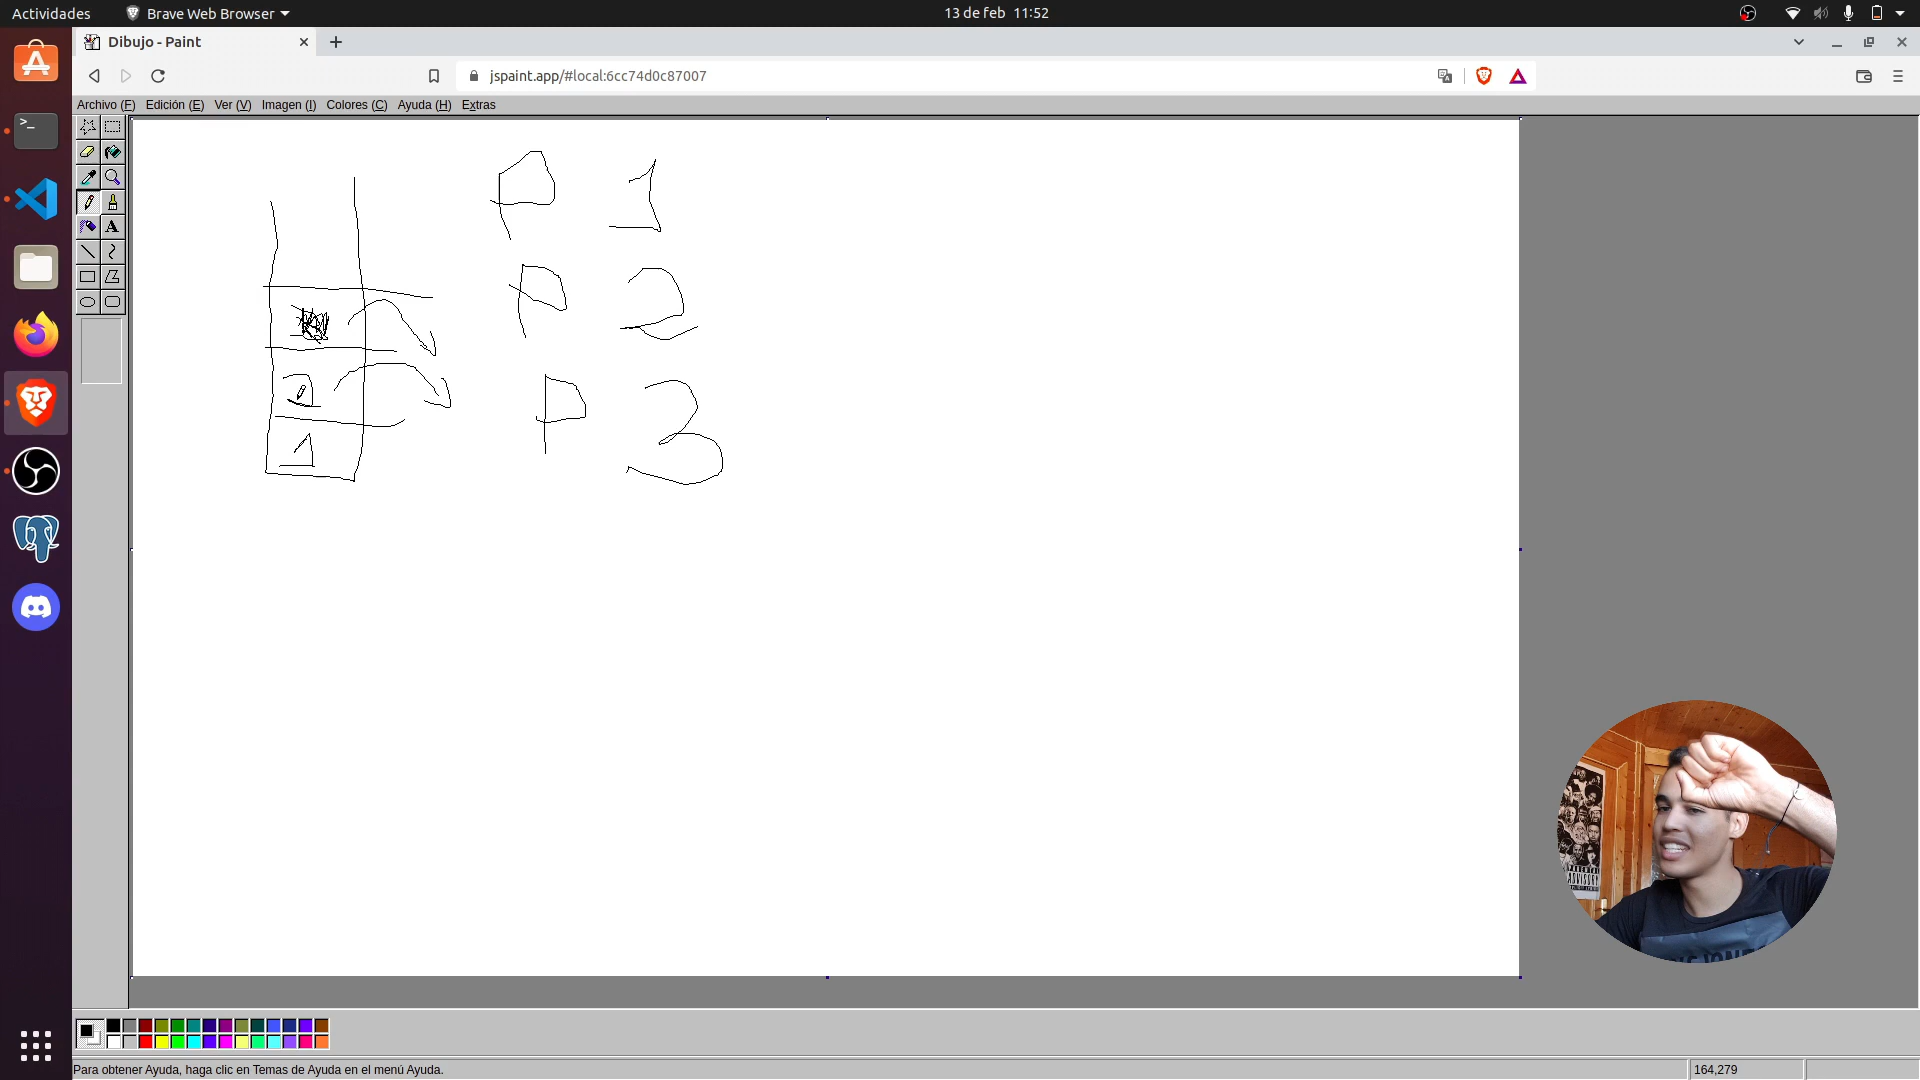 Actividades Brave Web Browser 13 de feb 11:52
Dibujo - Paint
jspaint.app/#local:6cc74d0c87007
Archivo (F) Edición (E) Ver (V) Imagen (I) Colores (C) Ayuda (H) Extras
P 1
P 2
P 3
2
1
Para obtener Ayuda, haga clic en Temas de Ayuda en el menú Ayuda. 164,279